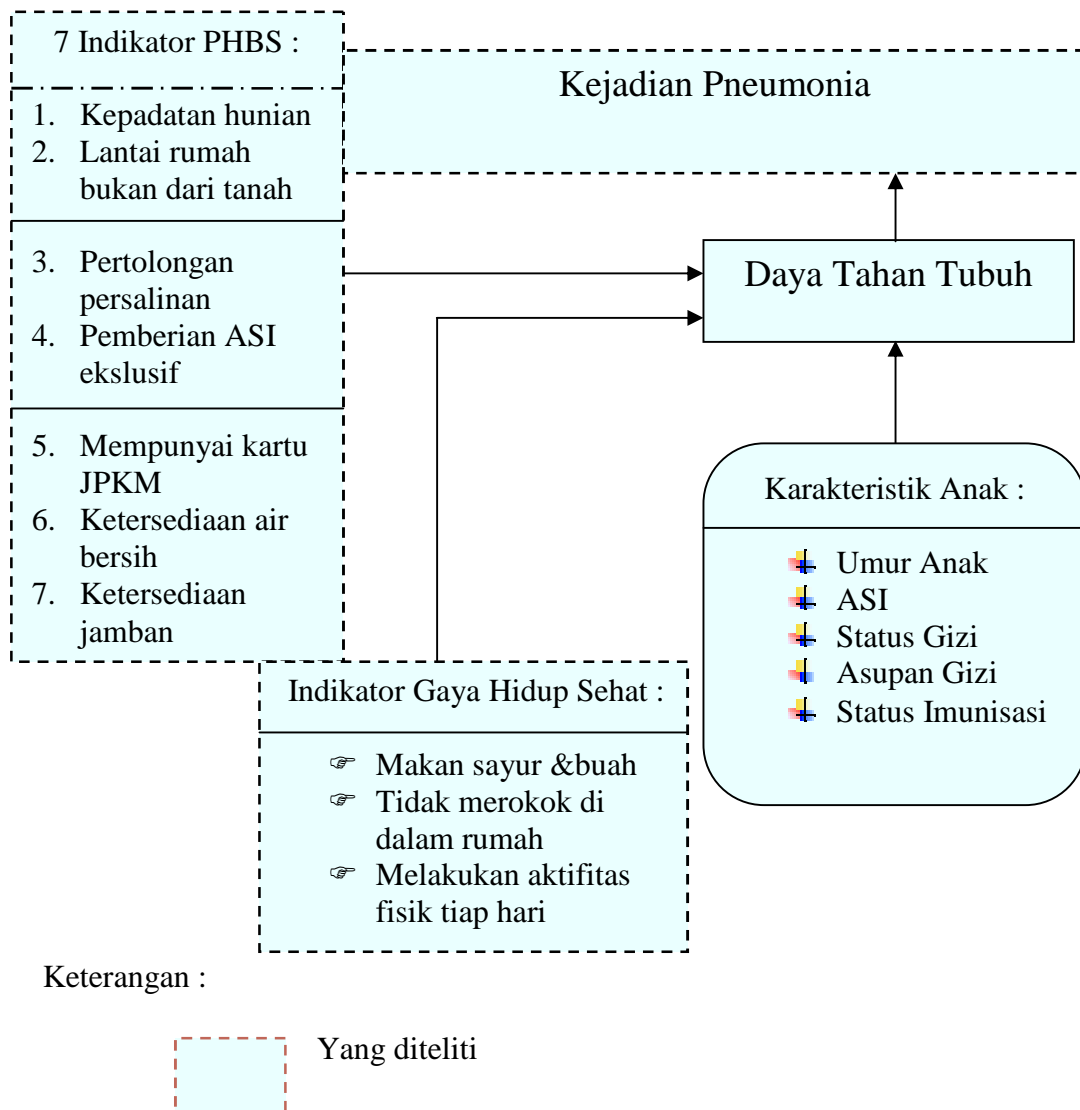 7 Indikator PHBS :
1. Kepadatan hunian
2. Lantai rumah
bukan dari tanah
3. Pertolongan
persalinan
4. Pemberian ASI
ekslusif
5. Mempunyai kartu
JPKM
6. Ketersediaan air
bersih
7. Ketersediaan
jamban
Kejadian Pneumonia
Daya Tahan Tubuh
Karakteristik Anak :
Umur Anak
ASI
Status Gizi
Asupan Gizi
Status Imunisasi
Indikator Gaya Hidup Sehat :
Makan sayur &buah
Tidak merokok di
dalam rumah
Melakukan aktifitas
fisik tiap hari
Keterangan :
Yang diteliti